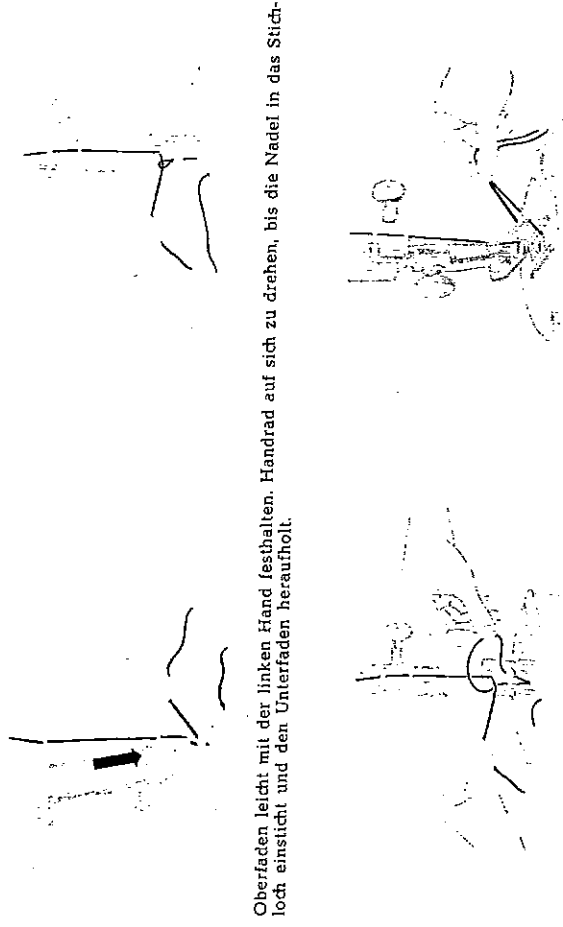 Oberfaden leicht mit der linken Hand festhalten. Handrad auf sich zu drehen, bis die Nadel in das Stich-
loch einsticht und den Unterfaden heraufholt.